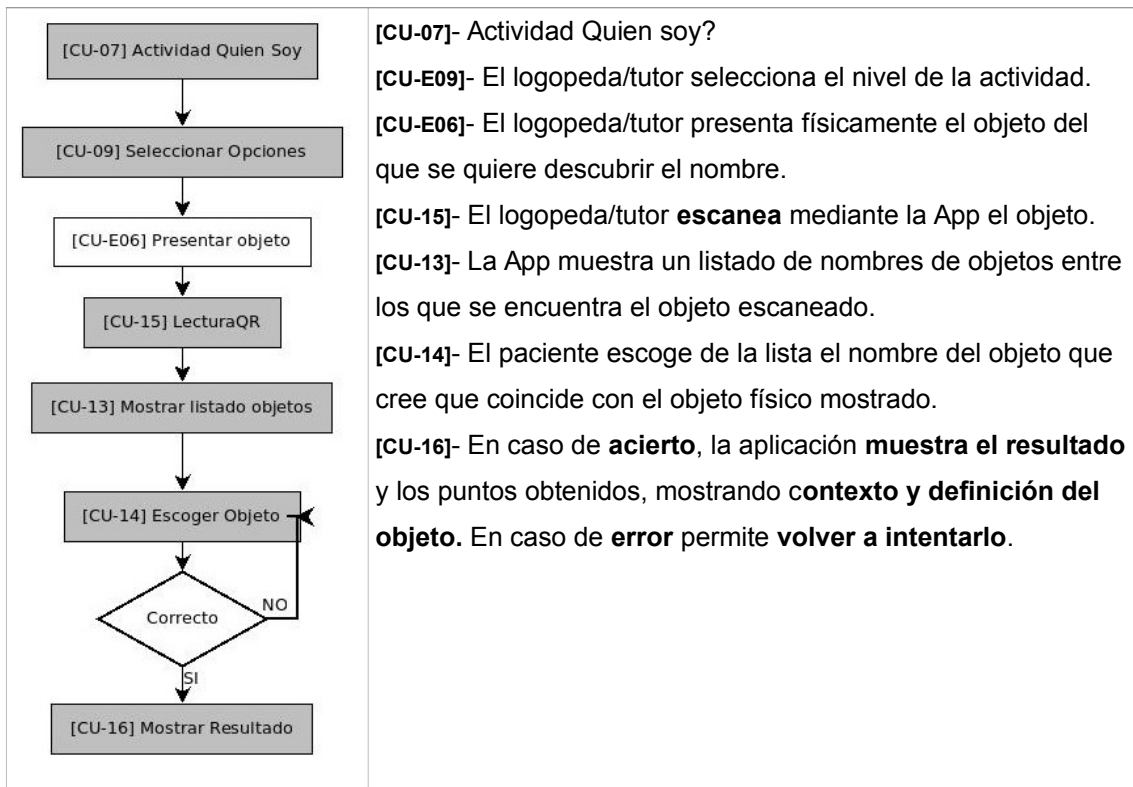 [CU-07] Actividad Quien Soy
[CU-09] Seleccionar Opciones
[CU-E06] Presentar objeto
[CU-15] LecturaQR
[CU-13] Mostrar listado objetos
[CU-14] Escoger Objeto
Correcto
NO
SI
[CU-16] Mostrar Resultado
[CU-07]- Actividad Quien soy?
[CU-E09]- El logopeda/tutor selecciona el nivel de la actividad.
[CU-E06]- El logopeda/tutor presenta físicamente el objeto del
que se quiere descubrir el nombre.
[CU-15]- El logopeda/tutor escanea mediante la App el objeto.
[CU-13]- La App muestra un listado de nombres de objetos entre
los que se encuentra el objeto escaneado.
[CU-14]- El paciente escoge de la lista el nombre del objeto que
cree que coincide con el objeto físico mostrado.
[CU-16]- En caso de acierto, la aplicación muestra el resultado
y los puntos obtenidos, mostrando contexto y definición del
objeto. En caso de error permite volver a intentarlo.